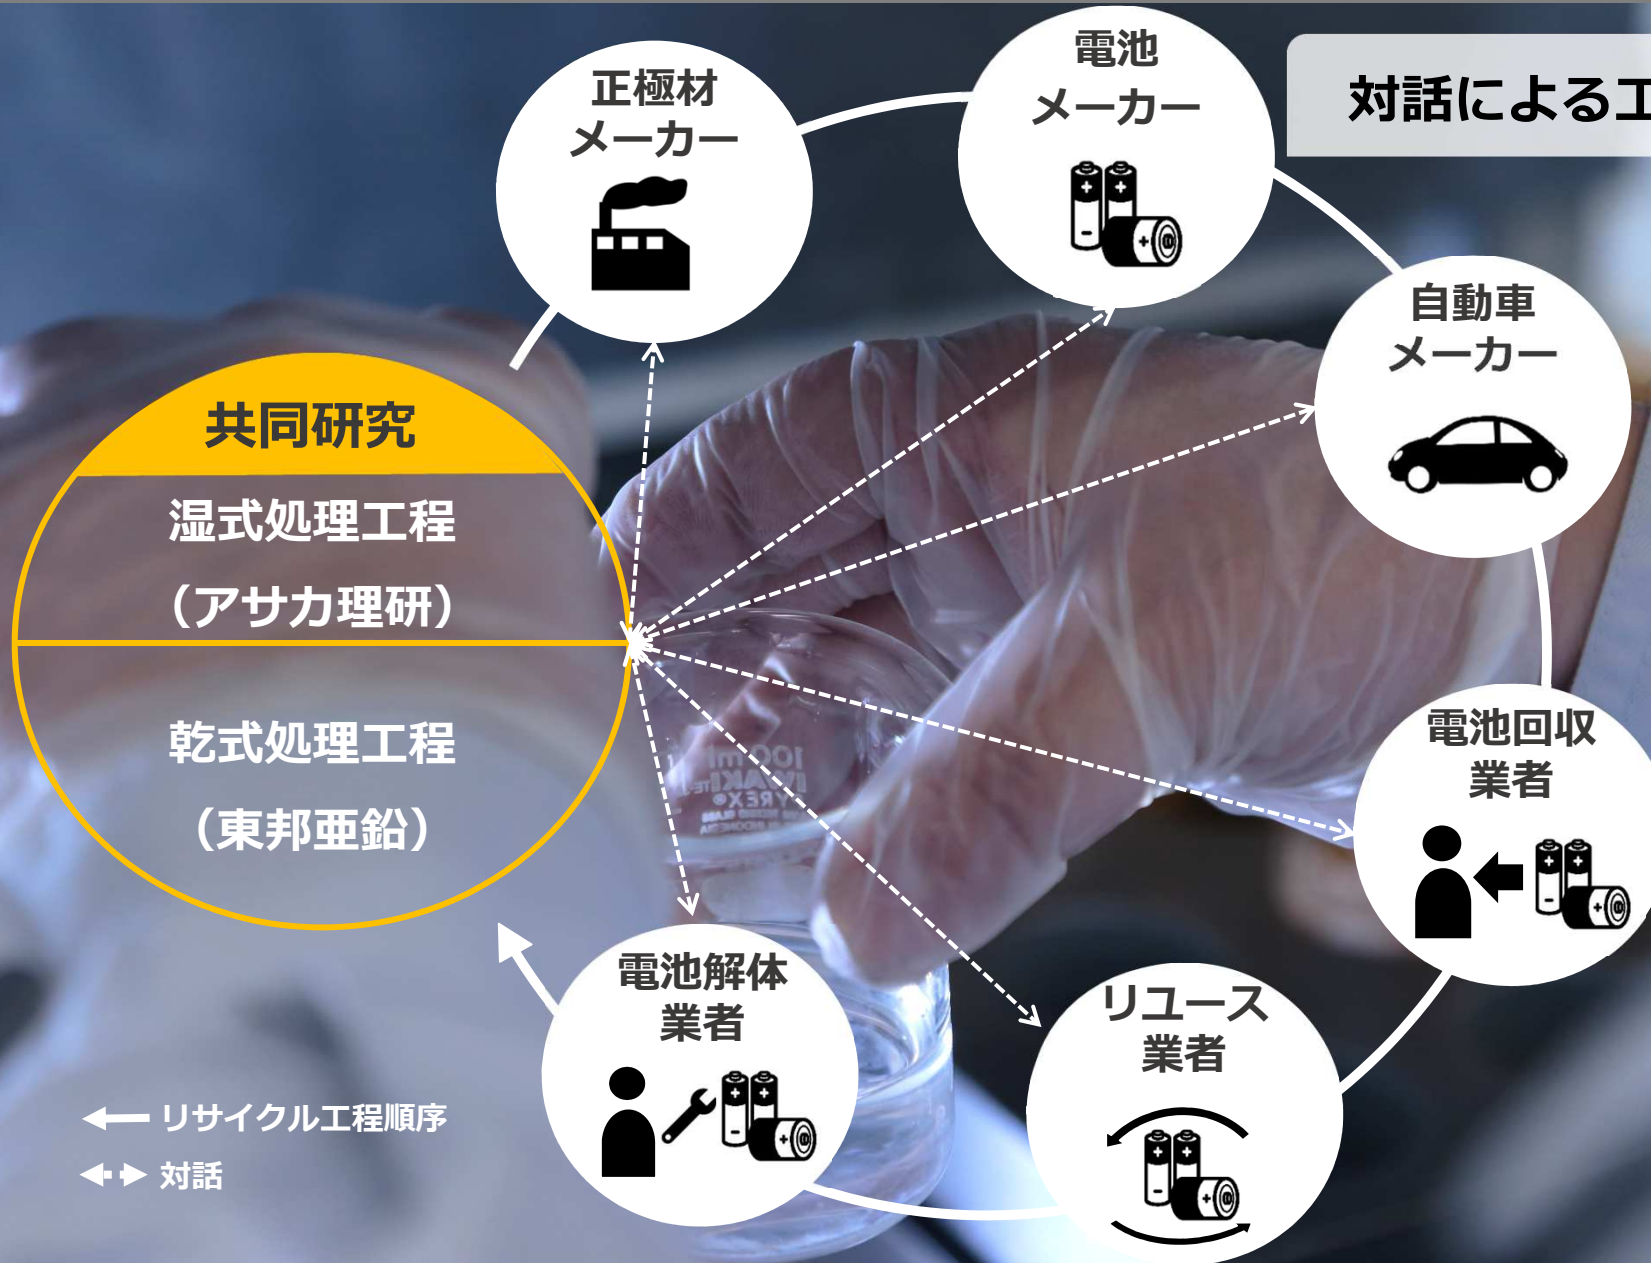 正極材
メーカー
電池
メーカー
対話による工
自動車
メーカー
共同研究
湿式処理工程
（アサカ理研）
乾式処理工程
（東邦亜鉛）
電池回収
業者
リユース
業者
電池解体
業者
リサイクル工程順序
対話
100ml
IWAKI